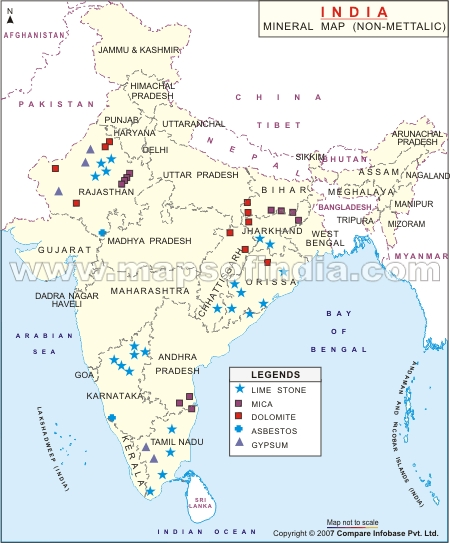 INDIA
MINERAL MAP (NON-METTALIC)
N
AFGHANISTAN
JAMMU & KASHMIR
HIMACHAL
PRADESH
CHINA
PAKISTAN
PUNJAB
UTTARANCHAL
TIBET
HARYANA
DELHI
NEPAL
ARUNACHAL
PRADESH
SIKKIM
BHUTAN
ASSAM
NAGALAND
UTTAR PRADESH
RAJASTHAN
BIHAR
MEGHALAYA
BANGLADESH
MANIPUR
TRIPURA
MIZORAM
JHARKHAND
WEST
BENGAL
GUJARAT
MADHYA PRADESH
MYANMAR
www.mapsofindia.com
CHHATTISGARH
ORISSA
DADRA NAGAR
HAVELI
MAHARASHTRA
ARABIAN
SEA
BAY
OF
BENGAL
ANDHRA
PRADESH
GOA
KARNATAKA
LEGENDS
LIME STONE
MICA
DOLOMITE
ASBESTOS
GYPSUM
LAKSHADWEEP (INDIA)
ANDAMAN AND NICOBAR ISLANDS (INDIA)
KERALA
TAMIL NADU
SRI
LANKA
INDIAN OCEAN
Map not to scale
Copyright © 2007 Compare Infobase Pvt. Ltd.